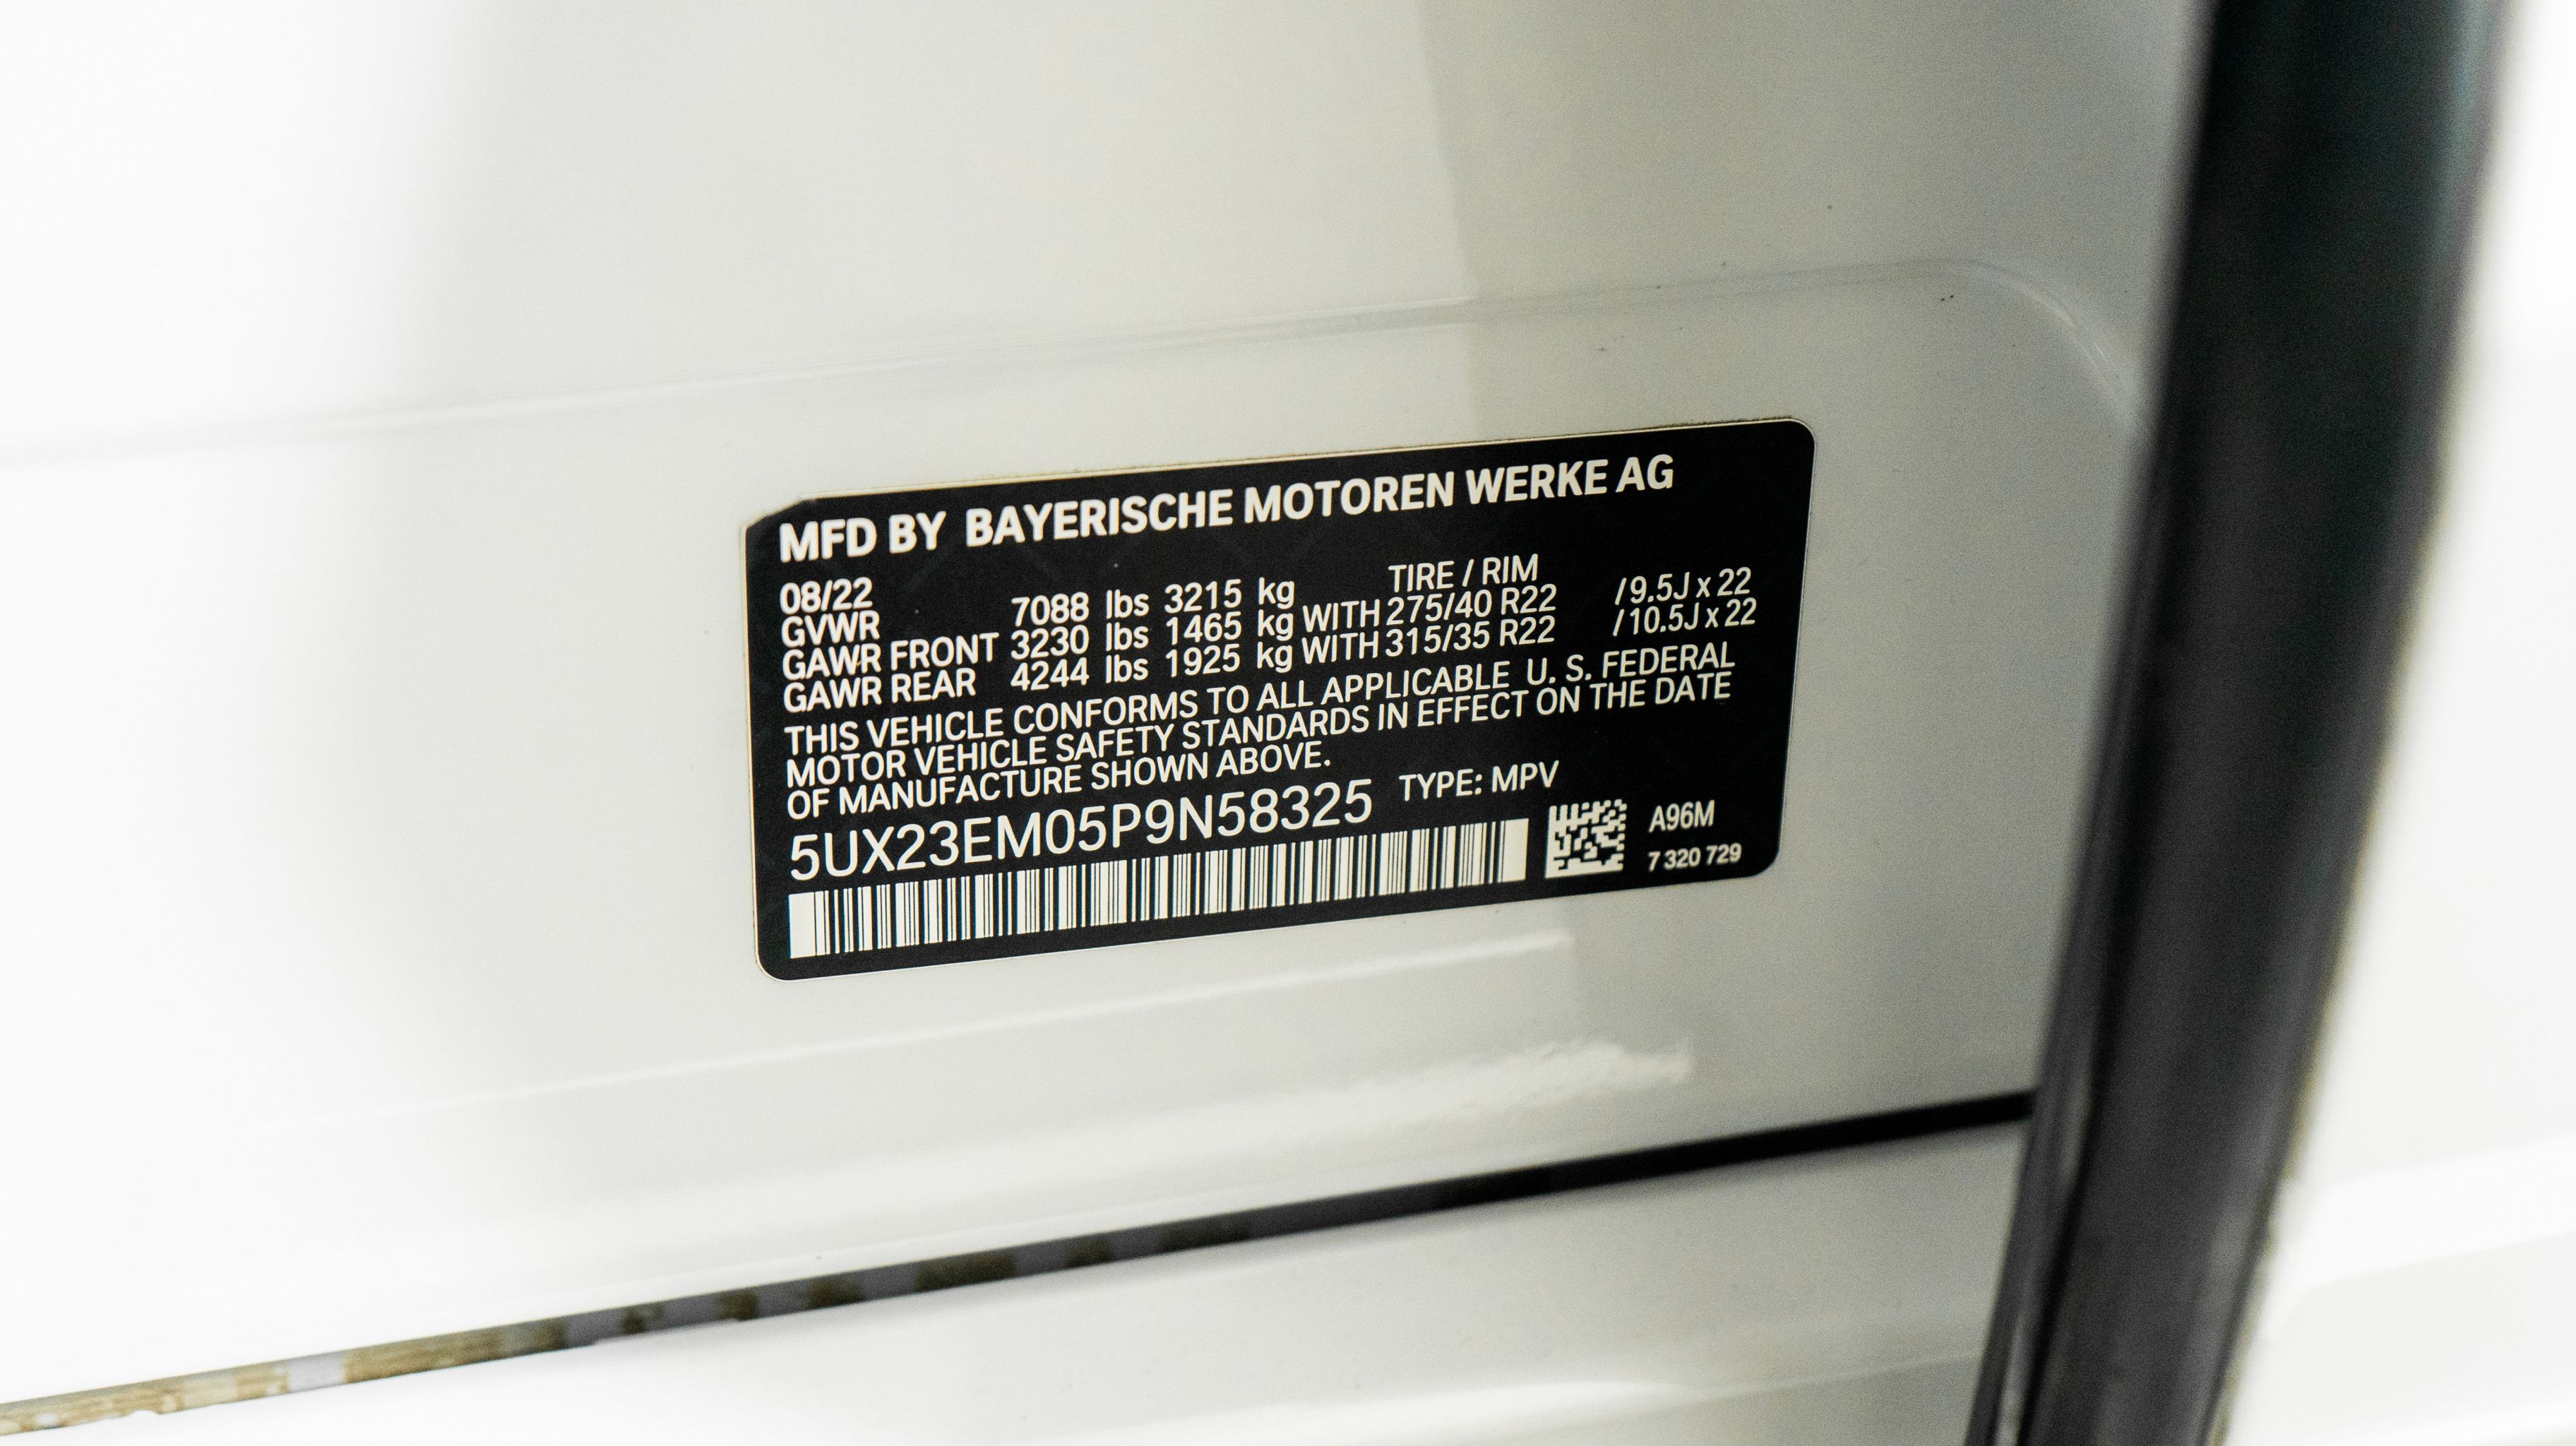 MFD BY BAYERISCHE MOTOREN WERKE AG
08/22 TIRE / RIM
GVWR 7088 lbs 3215 kg
GAWR FRONT 3230 lbs 1465 kg WITH 275/40 R22 /9.5J x 22
GAWR REAR 4244 lbs 1925 kg WITH 315/35 R22 /10.5J x 22
THIS VEHICLE CONFORMS TO ALL APPLICABLE U. S. FEDERAL
MOTOR VEHICLE SAFETY STANDARDS IN EFFECT ON THE DATE
OF MANUFACTURE SHOWN ABOVE.
5UX23EM05P9N58325 TYPE: MPV
A96M
7 320 729